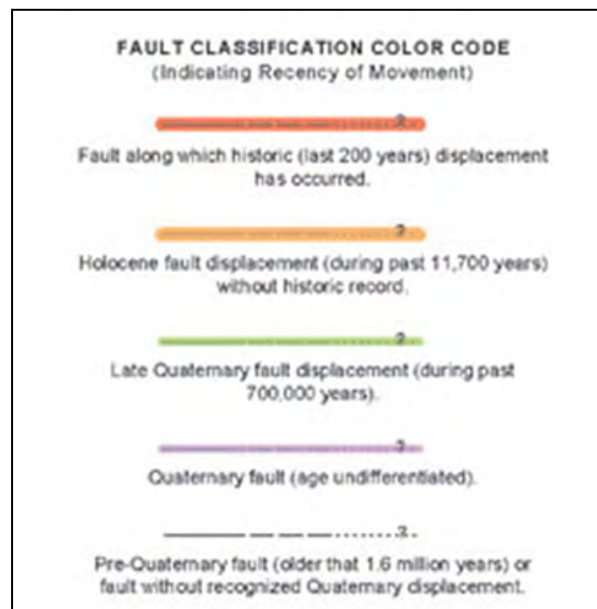 FAULT CLASSIFICATION COLOR CODE
(Indicating Recency of Movement)
?
Fault along which historic (last 200 years) displacement
has occurred.
?
Holocene fault displacement (during past 11,700 years)
without historic record.
?
Late Quaternary fault displacement (during past
700,000 years).
?
Quaternary fault (age undifferentiated).
?
Pre-Quaternary fault (older that 1.6 million years) or
fault without recognized Quaternary displacement.